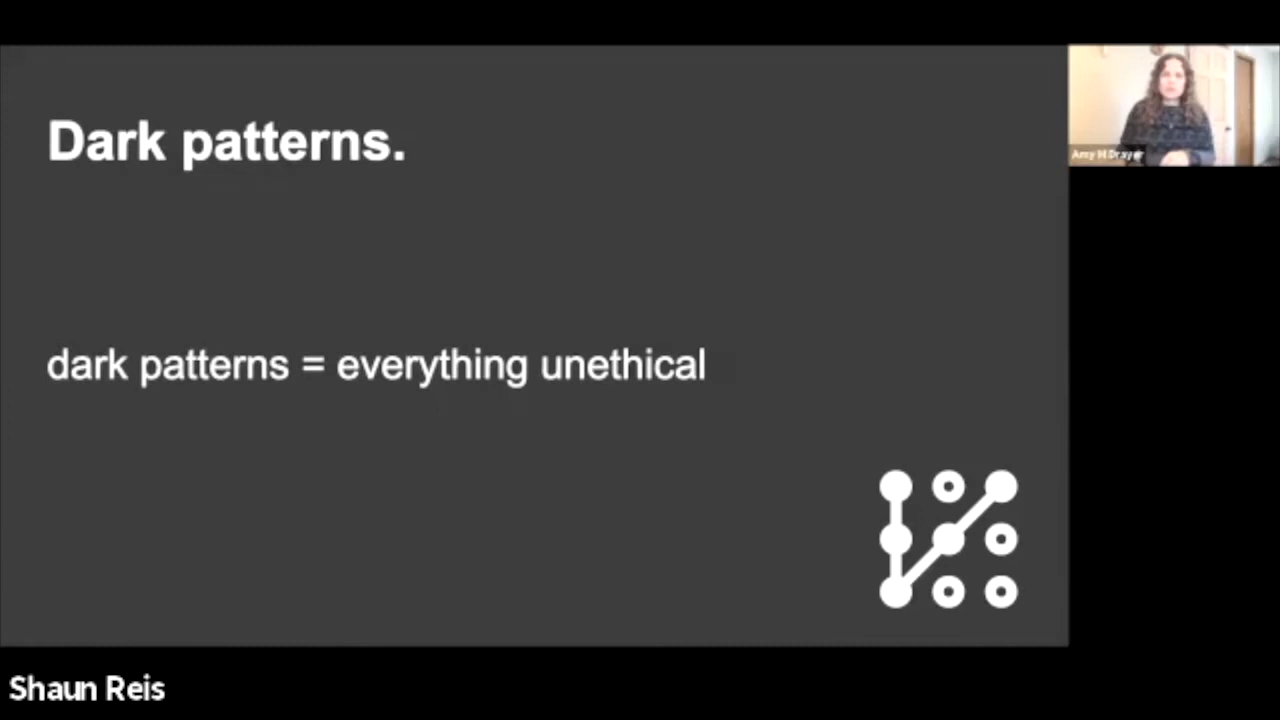 Dark patterns.
Amy M Drayer
dark patterns = everything unethical
Shaun Reis